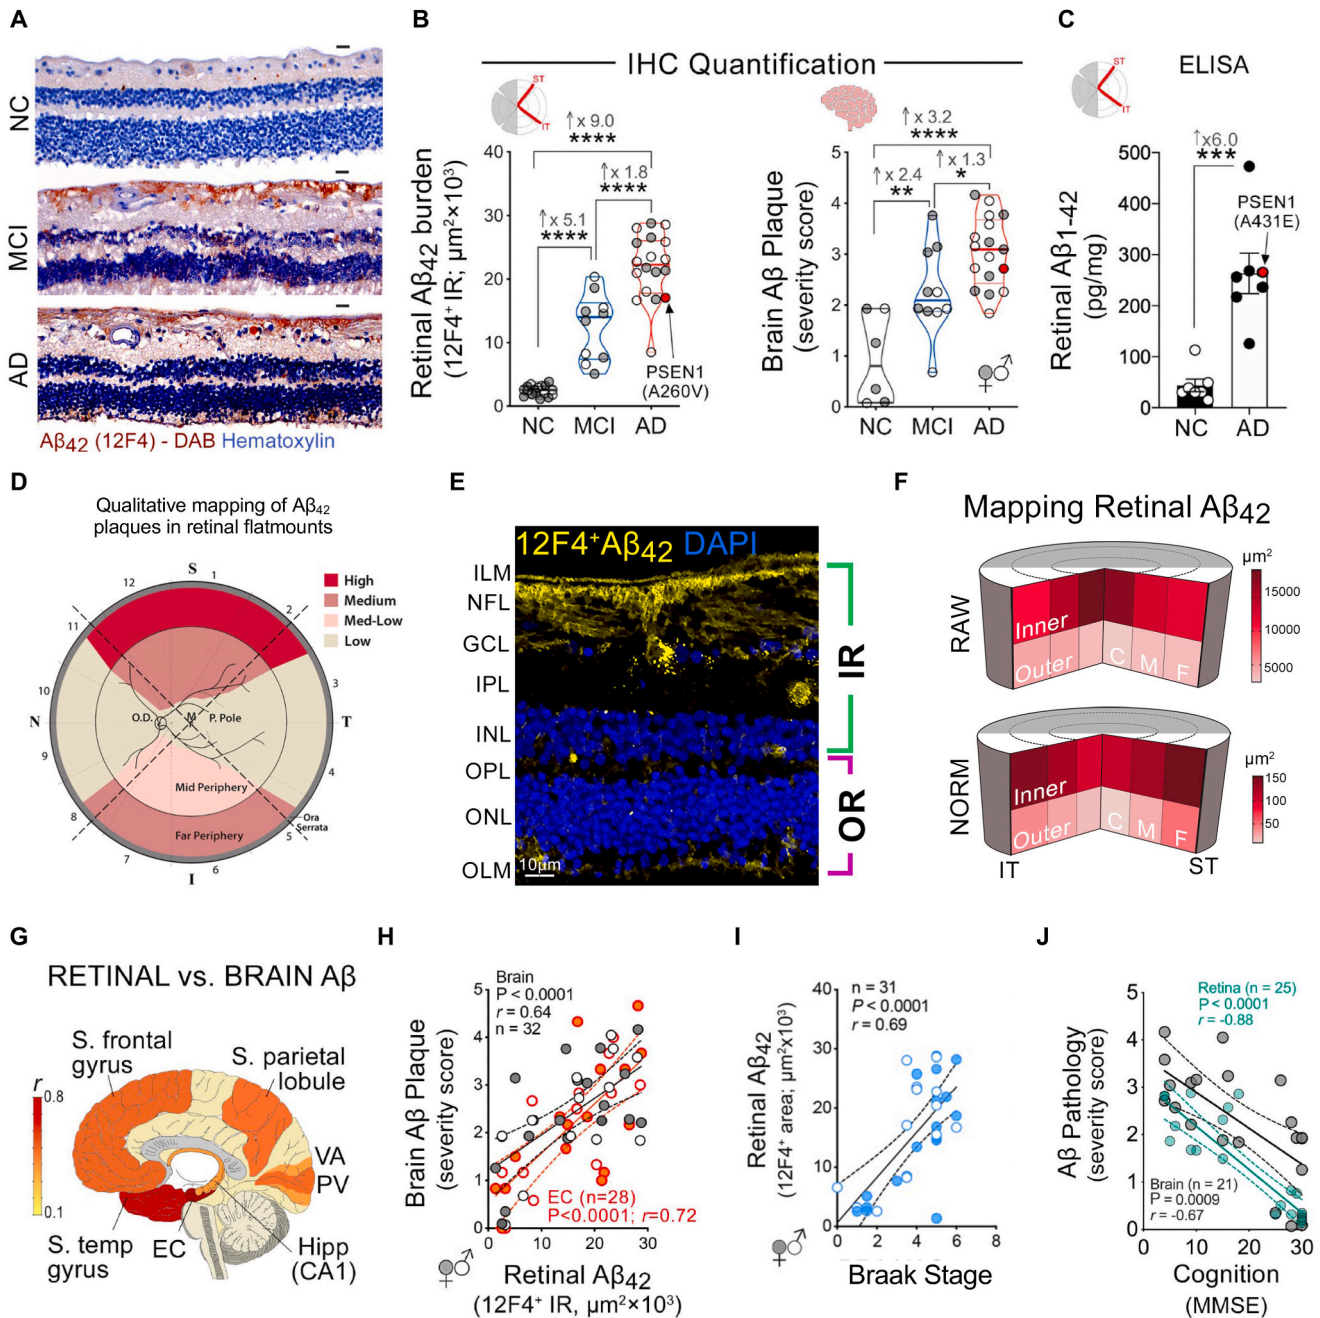 A
NC
MCI
AD
Aβ42 (12F4) - DAB Hematoxylin
B
IHC Quantification
ST
IT
↑x 9.0
****
↑x 1.8
****
↑x 5.1
****
Retinal Aβ42 burden
(12F4+ IR; µm²×10³)
40
30
20
10
0
PSEN1
(A260V)
NC MCI AD
↑x 3.2
****
↑x 1.3
*
↑x 2.4
**
Brain Aβ Plaque
(severity score)
5
4
3
2
1
0
♀♂
NC MCI AD
C
ELISA
ST
IT
↑x6.0
***
Retinal Aβ1-42
(pg/mg)
500
400
300
200
100
0
PSEN1
(A431E)
NC AD
D
Qualitative mapping of Aβ42
plaques in retinal flatmounts
High
Medium
Med-Low
Low
S
12 1
11 2
10 3
N T
O.D. M P. Pole
9 4
8 5
7 6
Mid Periphery
Far Periphery
Ora
Serrata
I
E
12F4+Aβ42 DAPI
ILM
NFL
GCL
IPL
INL
OPL
ONL
OLM
10µm
IR
OR
F
Mapping Retinal Aβ42
RAW
Inner
Outer C M F
µm²
15000
10000
5000
NORM
Inner
Outer C M F
µm²
150
100
50
IT ST
G
RETINAL vs. BRAIN Aβ
S. frontal
gyrus
S. parietal
lobule
r
0.8
0.1
VA
PV
S. temp
gyrus
EC
Hipp
(CA1)
H
Brain
P < 0.0001
r = 0.64
n = 32
Brain Aβ Plaque
(severity score)
5
4
3
2
1
0
EC (n=28)
P<0.0001; r=0.72
0 10 20 30
♀♂
Retinal Aβ42
(12F4+ IR, µm²×10³)
I
n = 31
P < 0.0001
r = 0.69
Retinal Aβ42
(12F4+ area; µm²x10³)
40
30
20
10
0
0 2 4 6 8
♀♂
Braak Stage
J
Retina (n = 25)
P < 0.0001
r = -0.88
Aβ Pathology
(severity score)
5
4
3
2
1
0
Brain (n = 21)
P = 0.0009
r = -0.67
0 10 20 30
Cognition
(MMSE)